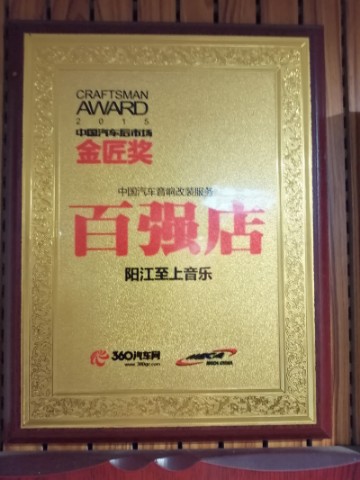 CRAFTSMAN
AWARD
2015
中国汽车后市场
金匠奖
中国汽车音响改装服务
百强店
阳江至上音乐
360汽车网